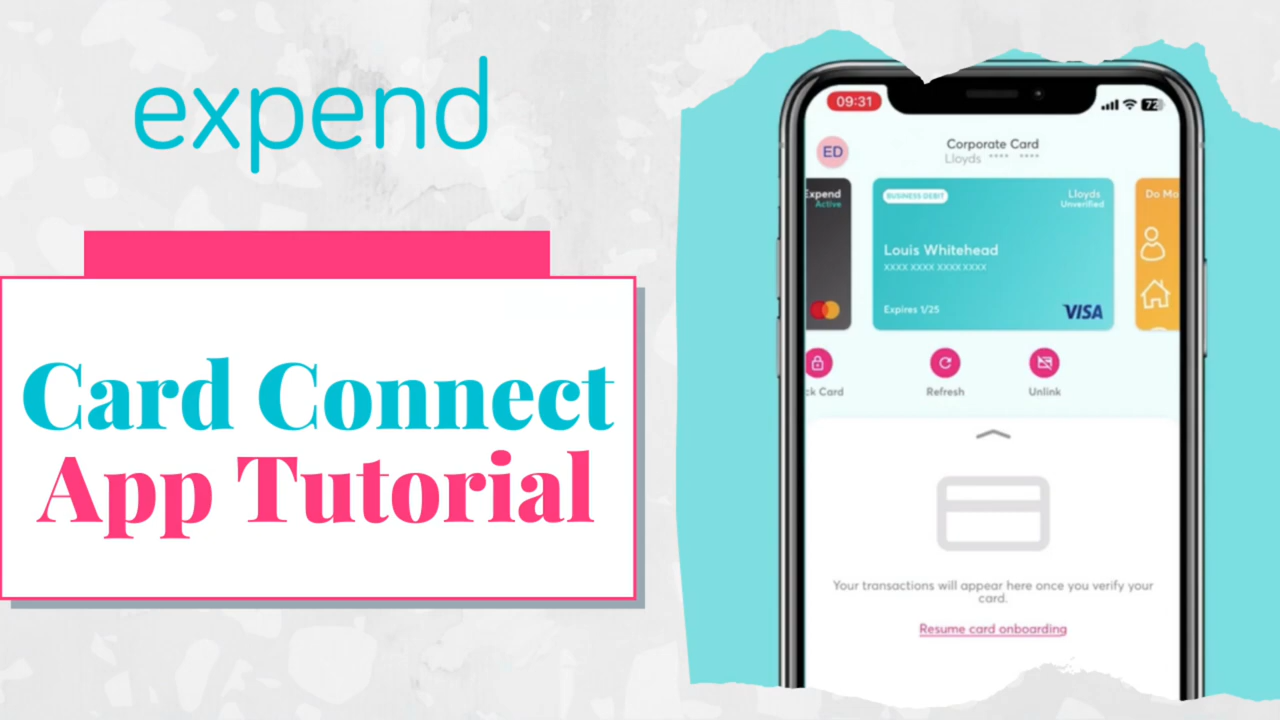 expend
Card Connect
App Tutorial
09:31
72
ED
Corporate Card
Lloyds **** ****
Expend
Active
BUSINESS DEBIT
Lloyds
Unverified
Louis Whitehead
XXXX XXXX XXXX XXXX
Expires 1/25
VISA
Do Mo
ck Card
Refresh
Unlink
Your transactions will appear here once you verify your
card.
Resume card onboarding